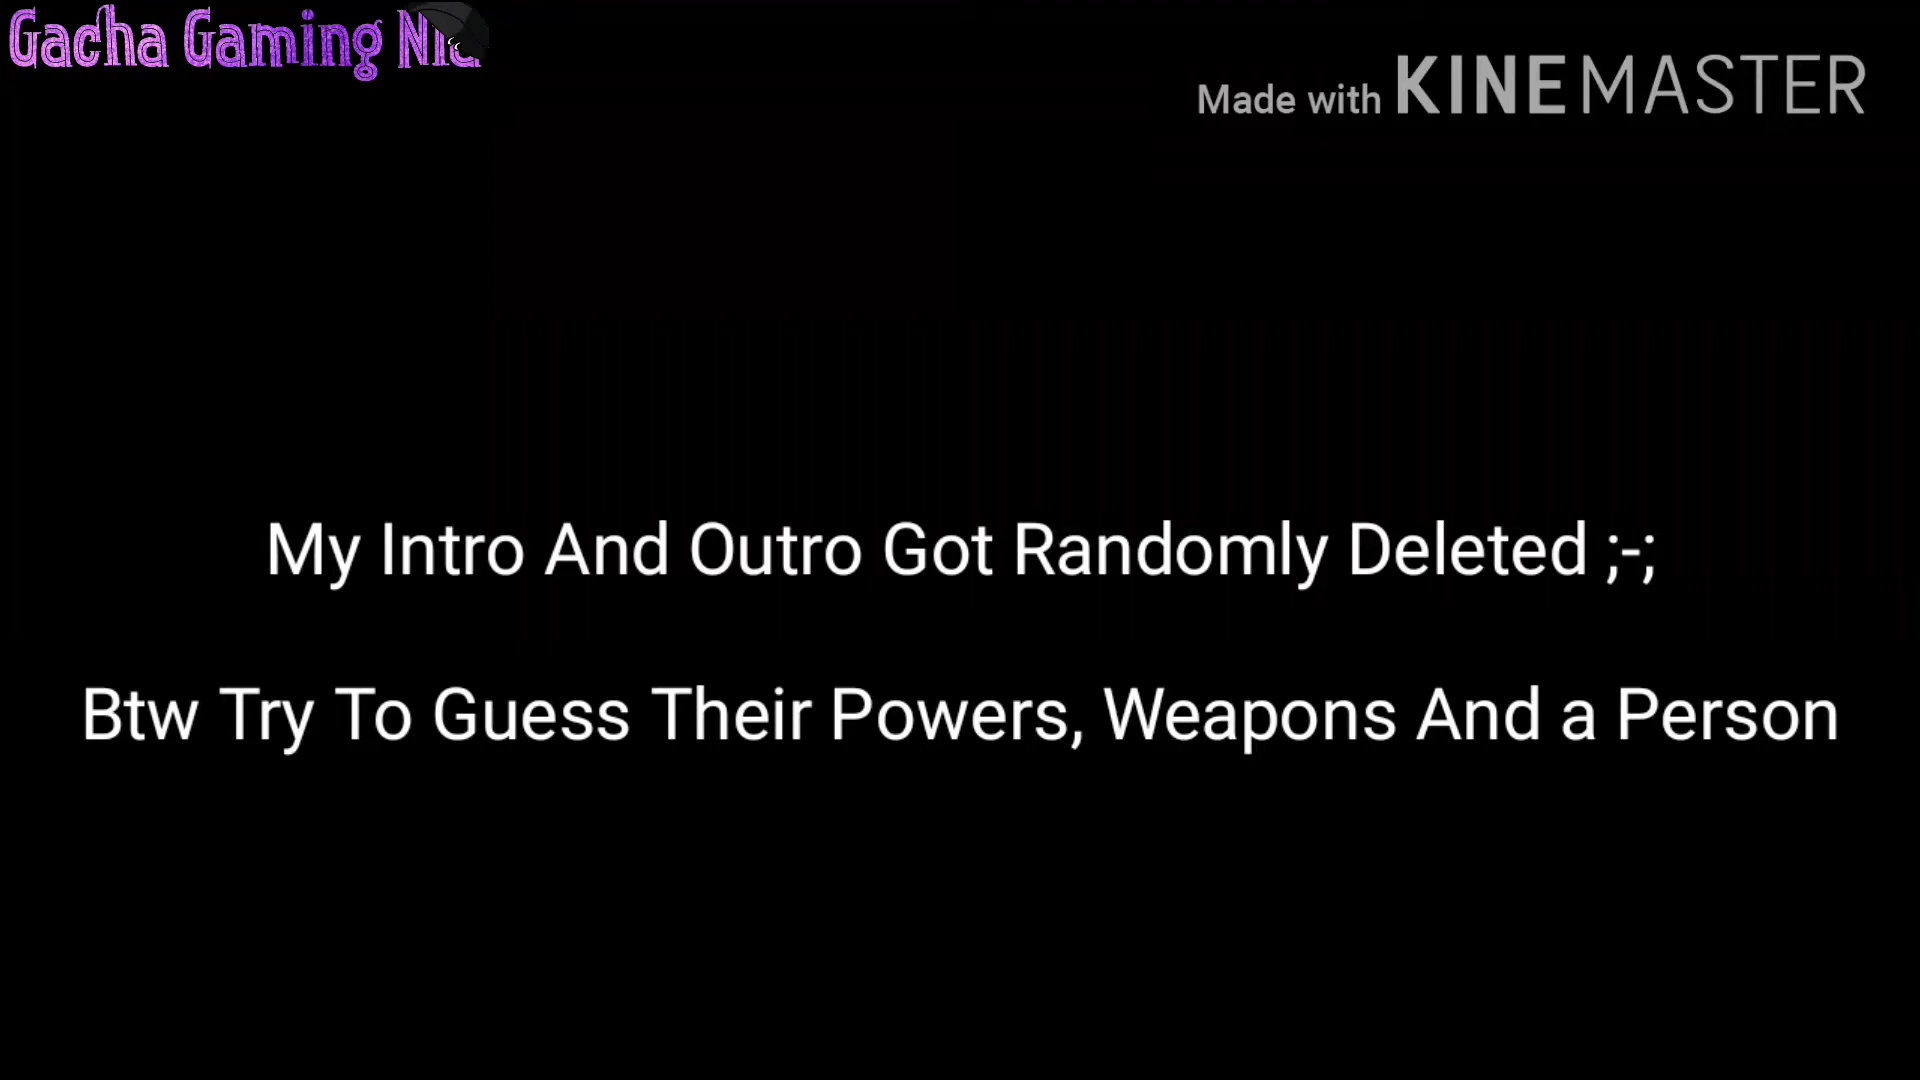 Gacha Gaming
Made with KINEMASTER
My Intro And Outro Got Randomly Deleted ;-;
Btw Try To Guess Their Powers, Weapons And a Person